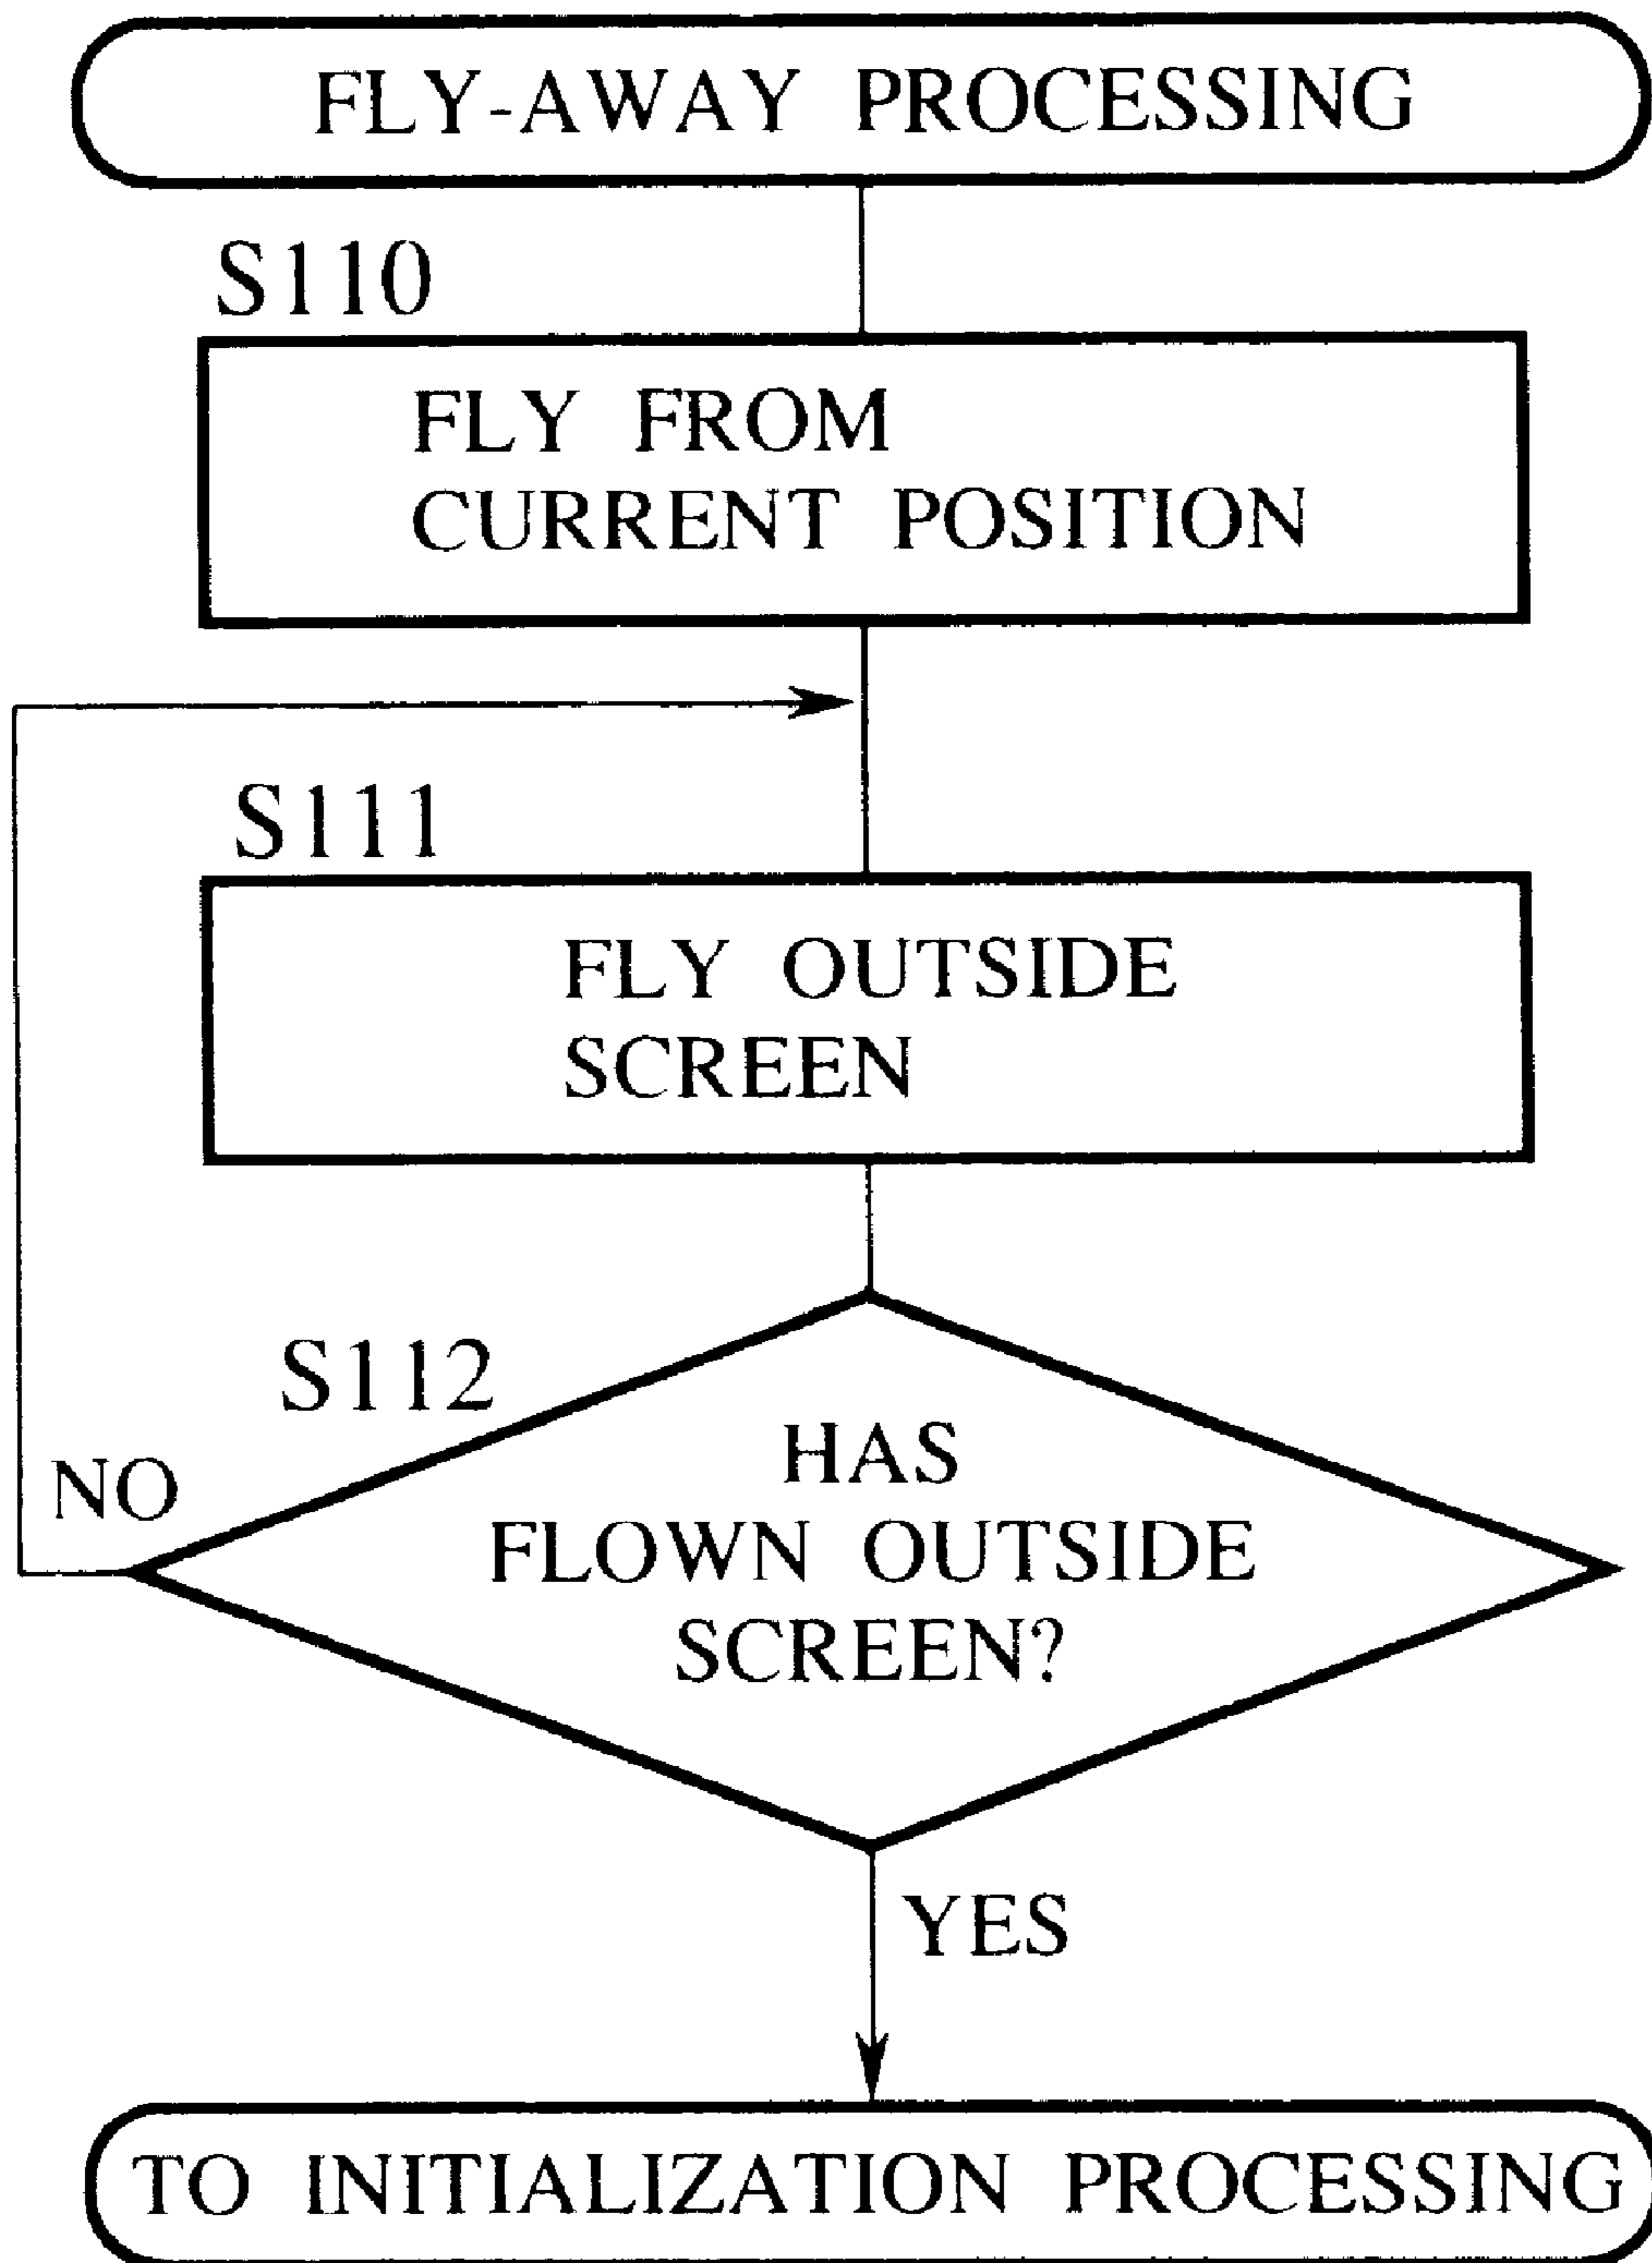 FLY-AWAY PROCESSING
S110
FLY FROM
CURRENT POSITION
S111
FLY OUTSIDE
SCREEN
S112
NO
HAS
FLOWN OUTSIDE
SCREEN?
YES
TO INITIALIZATION PROCESSING